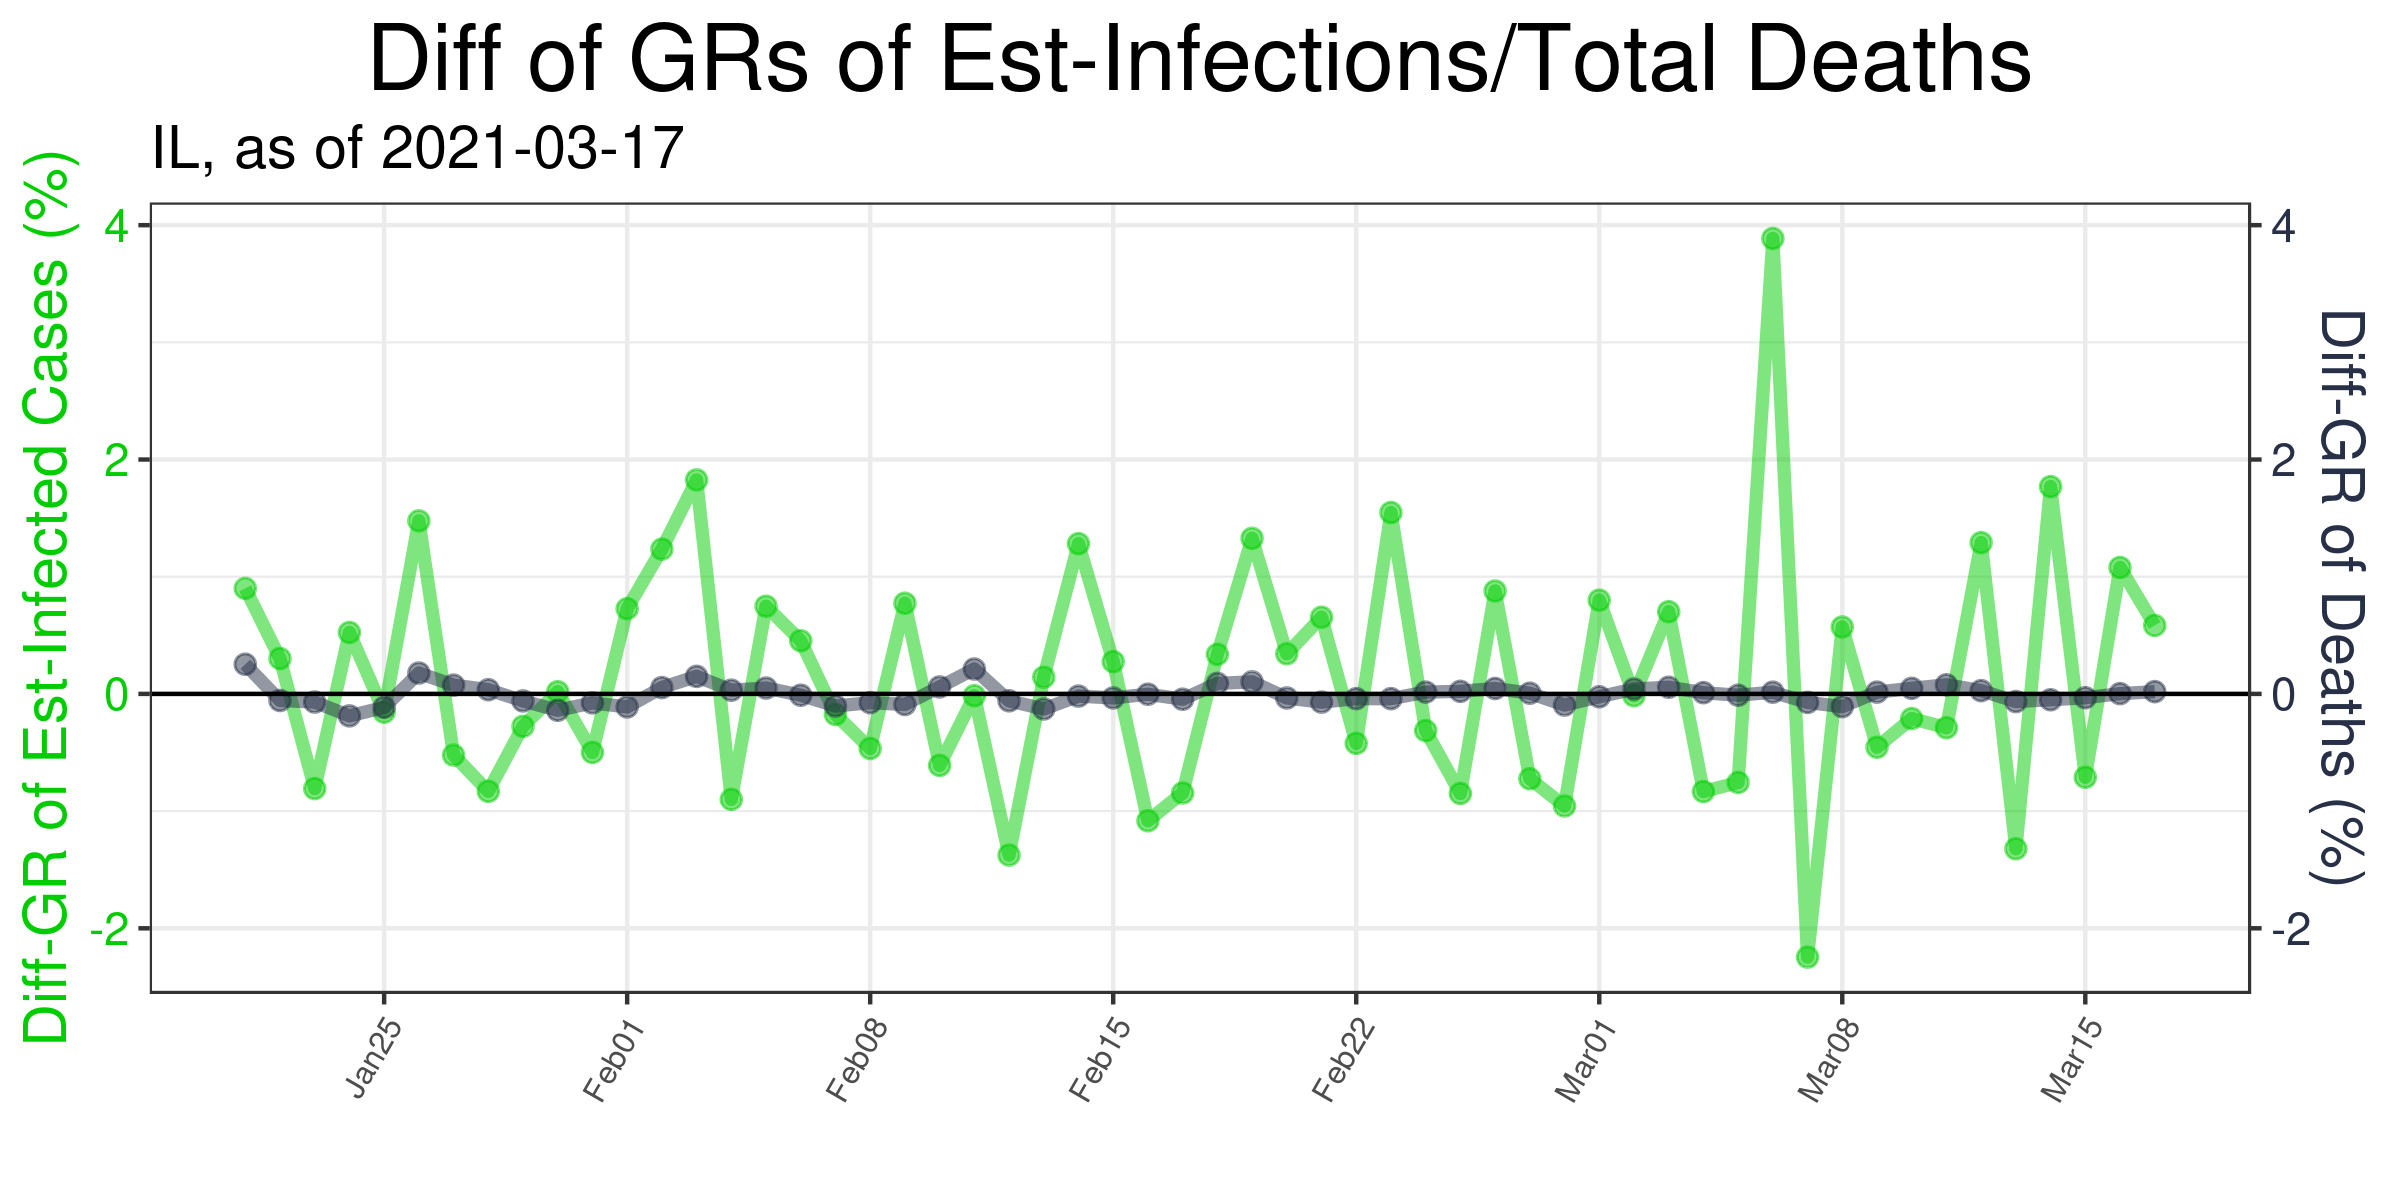 Diff of GRs of Est-Infections/Total Deaths
IL, as of 2021-03-17
Diff-GR of Est-Infected Cases (%)
4
2
0
-2
4
2
0
-2
Diff-GR of Deaths (%)
Jan25
Feb01
Feb08
Feb15
Feb22
Mar01
Mar08
Mar15